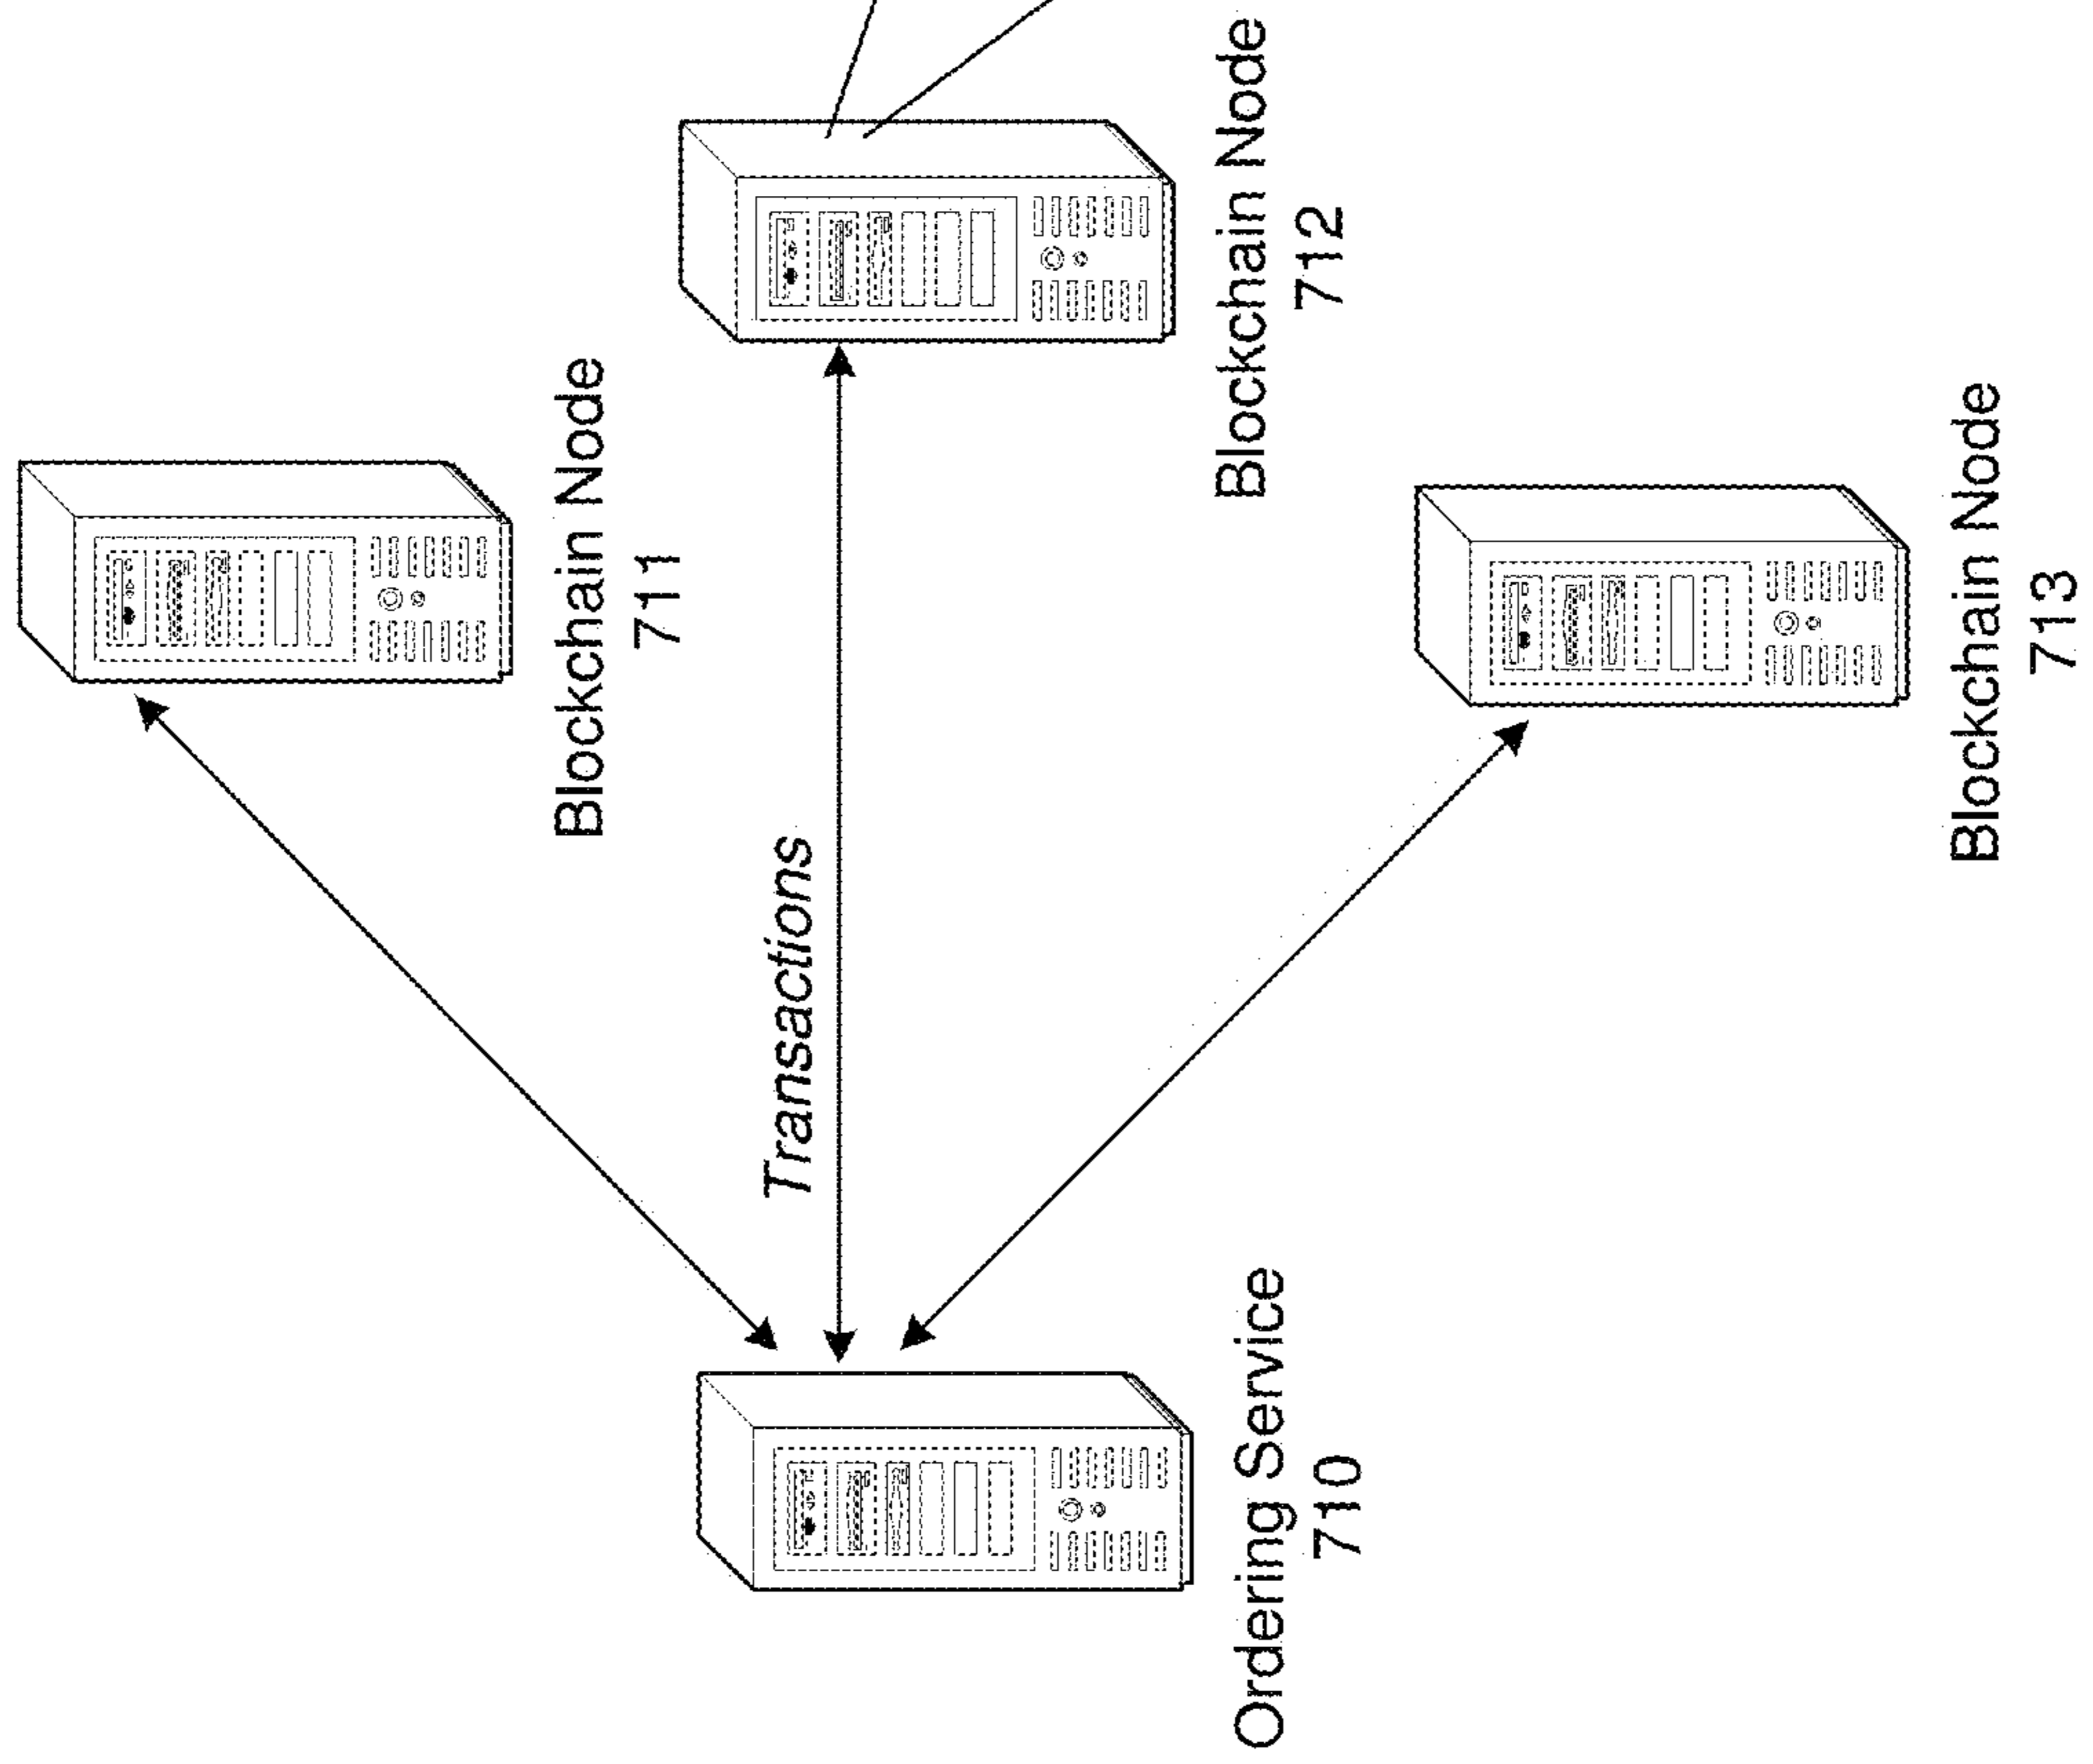 Blockchain Node
711
Transactions
Ordering Service
710
Blockchain Node
712
Blockchain Node
713